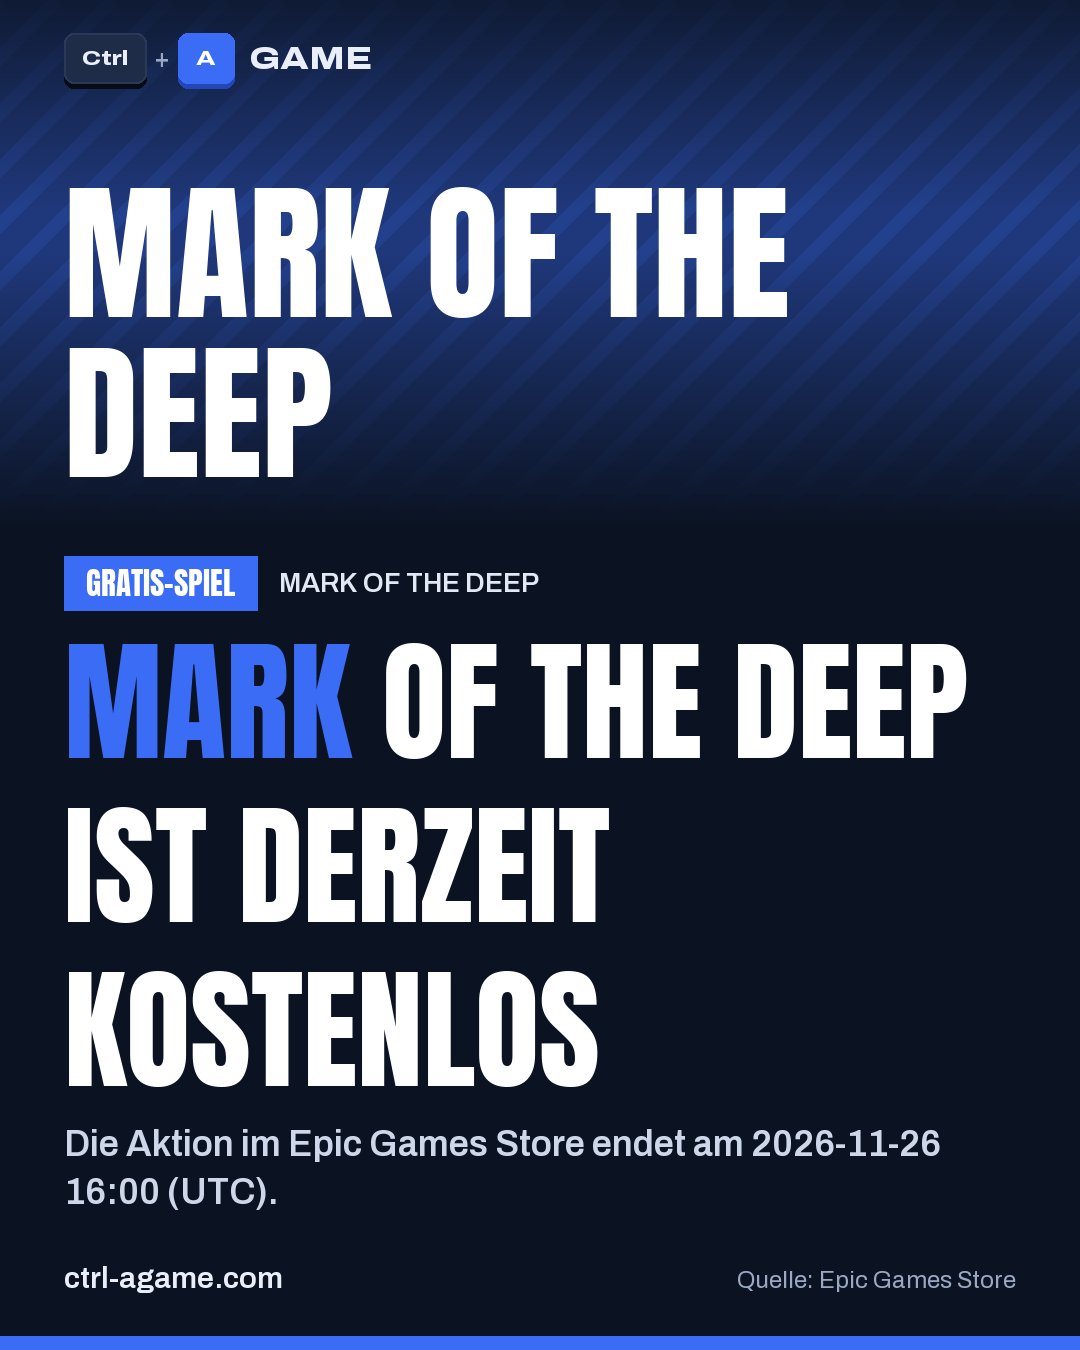 Ctrl + A GAME
MARK OF THE
DEEP
GRATIS-SPIEL MARK OF THE DEEP
MARK OF THE DEEP
IST DERZEIT
KOSTENLOS
Die Aktion im Epic Games Store endet am 2026-11-26
16:00 (UTC).
ctrl-agame.com Quelle: Epic Games Store